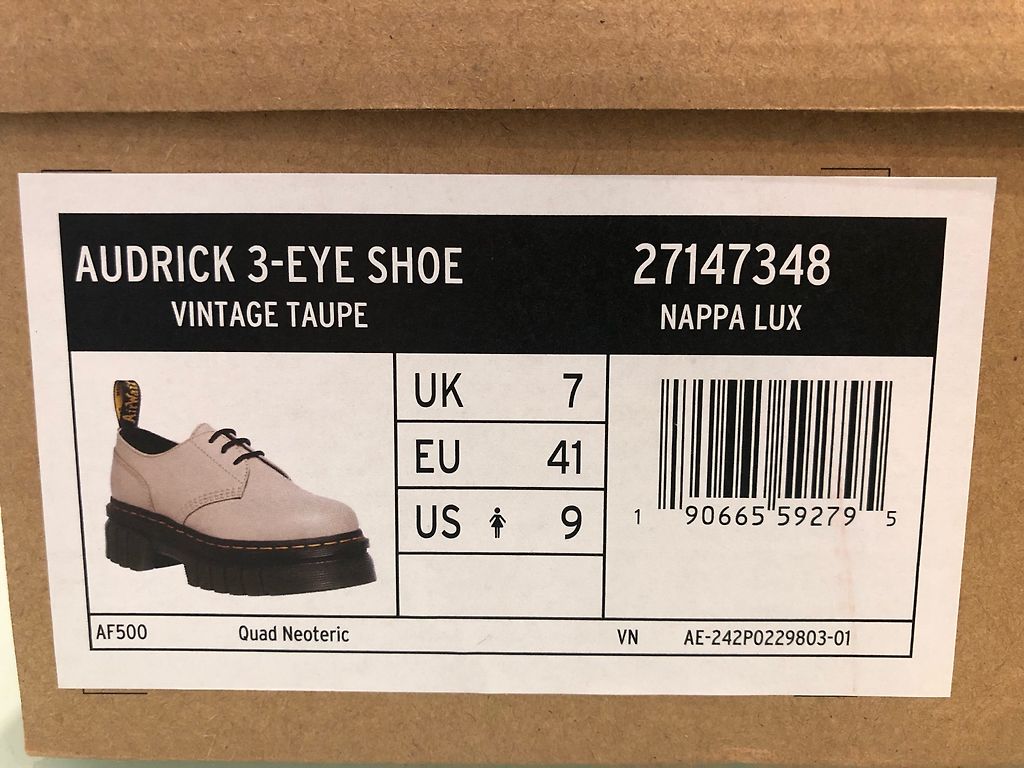 AUDRICK 3-EYE SHOE
VINTAGE TAUPE
27147348
NAPPA LUX
AirWair
UK 7
EU 41
US 9
1 90665 59279 5
AF500 Quad Neoteric VN AE-242P0229803-01